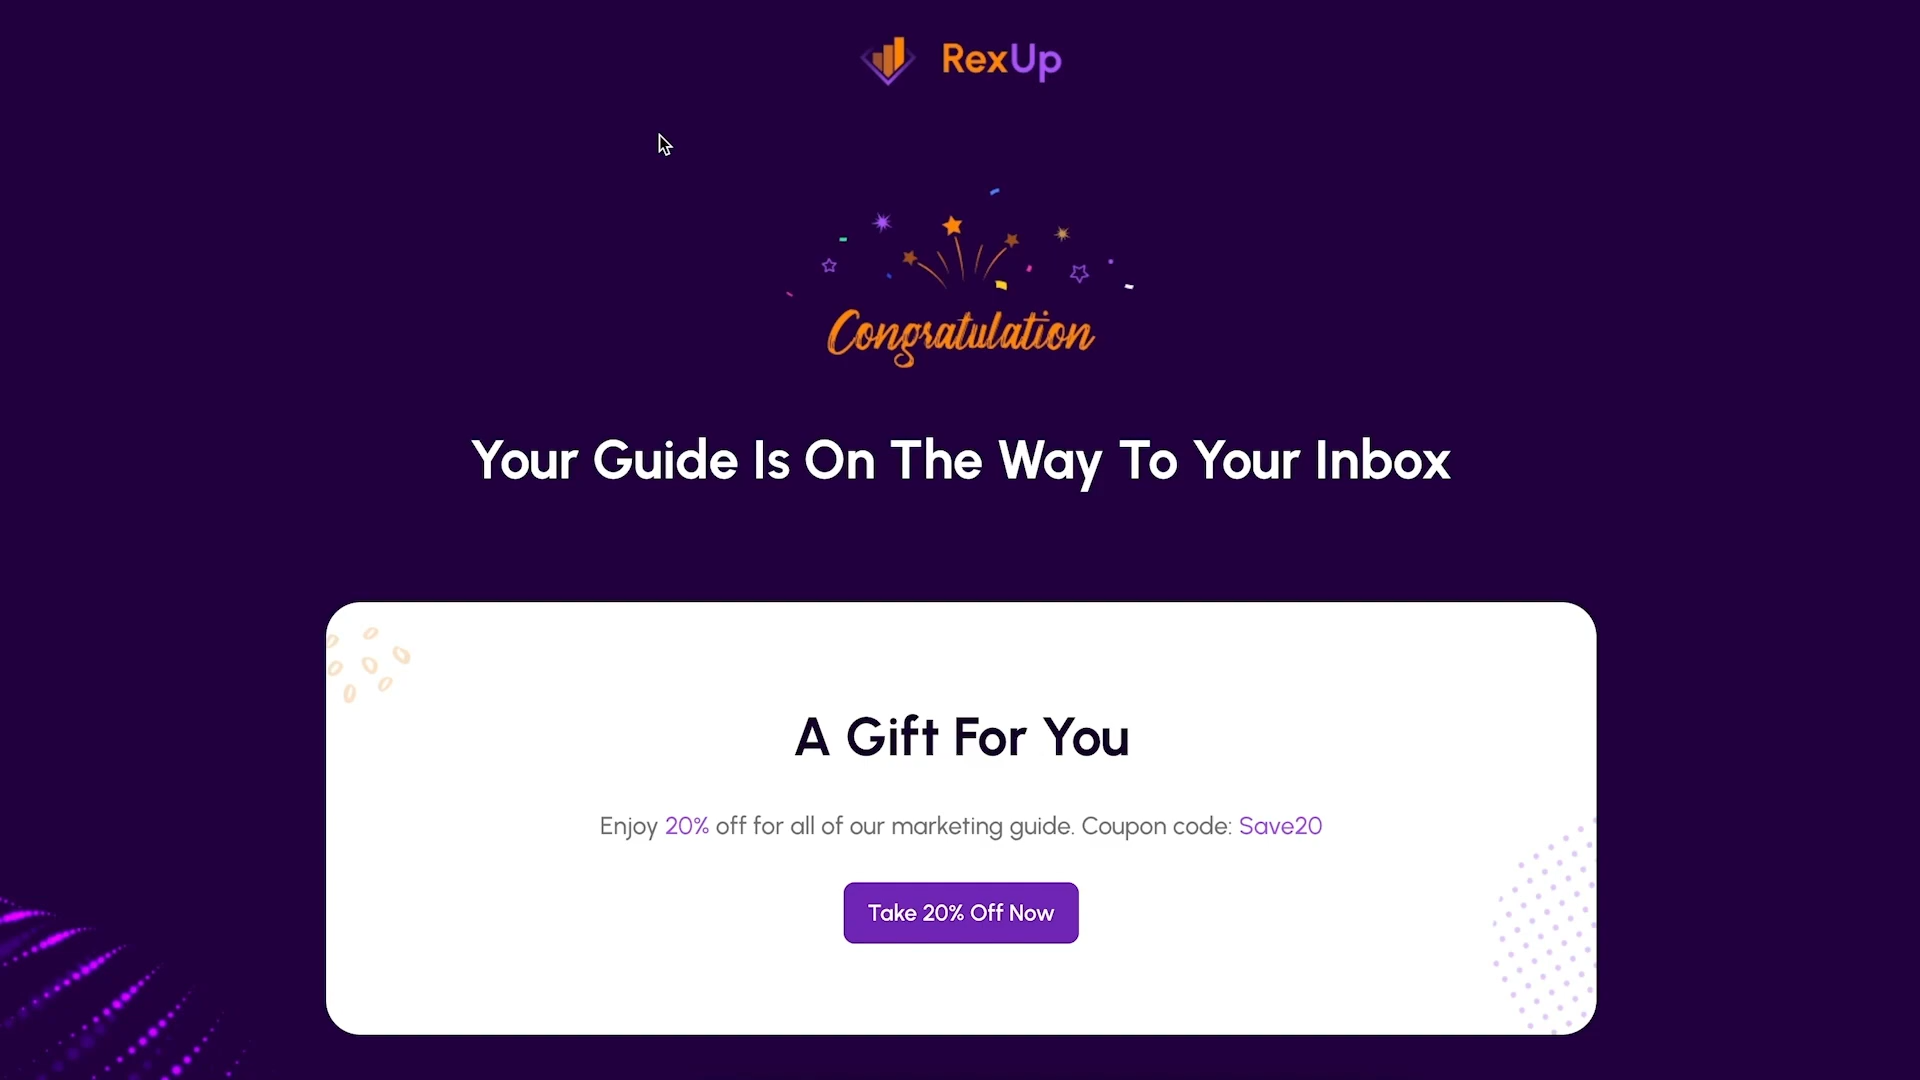 RexUp
Congratulation
Your Guide Is On The Way To Your Inbox
A Gift For You
Enjoy 20% off for all of our marketing guide. Coupon code: Save20
Take 20% Off Now